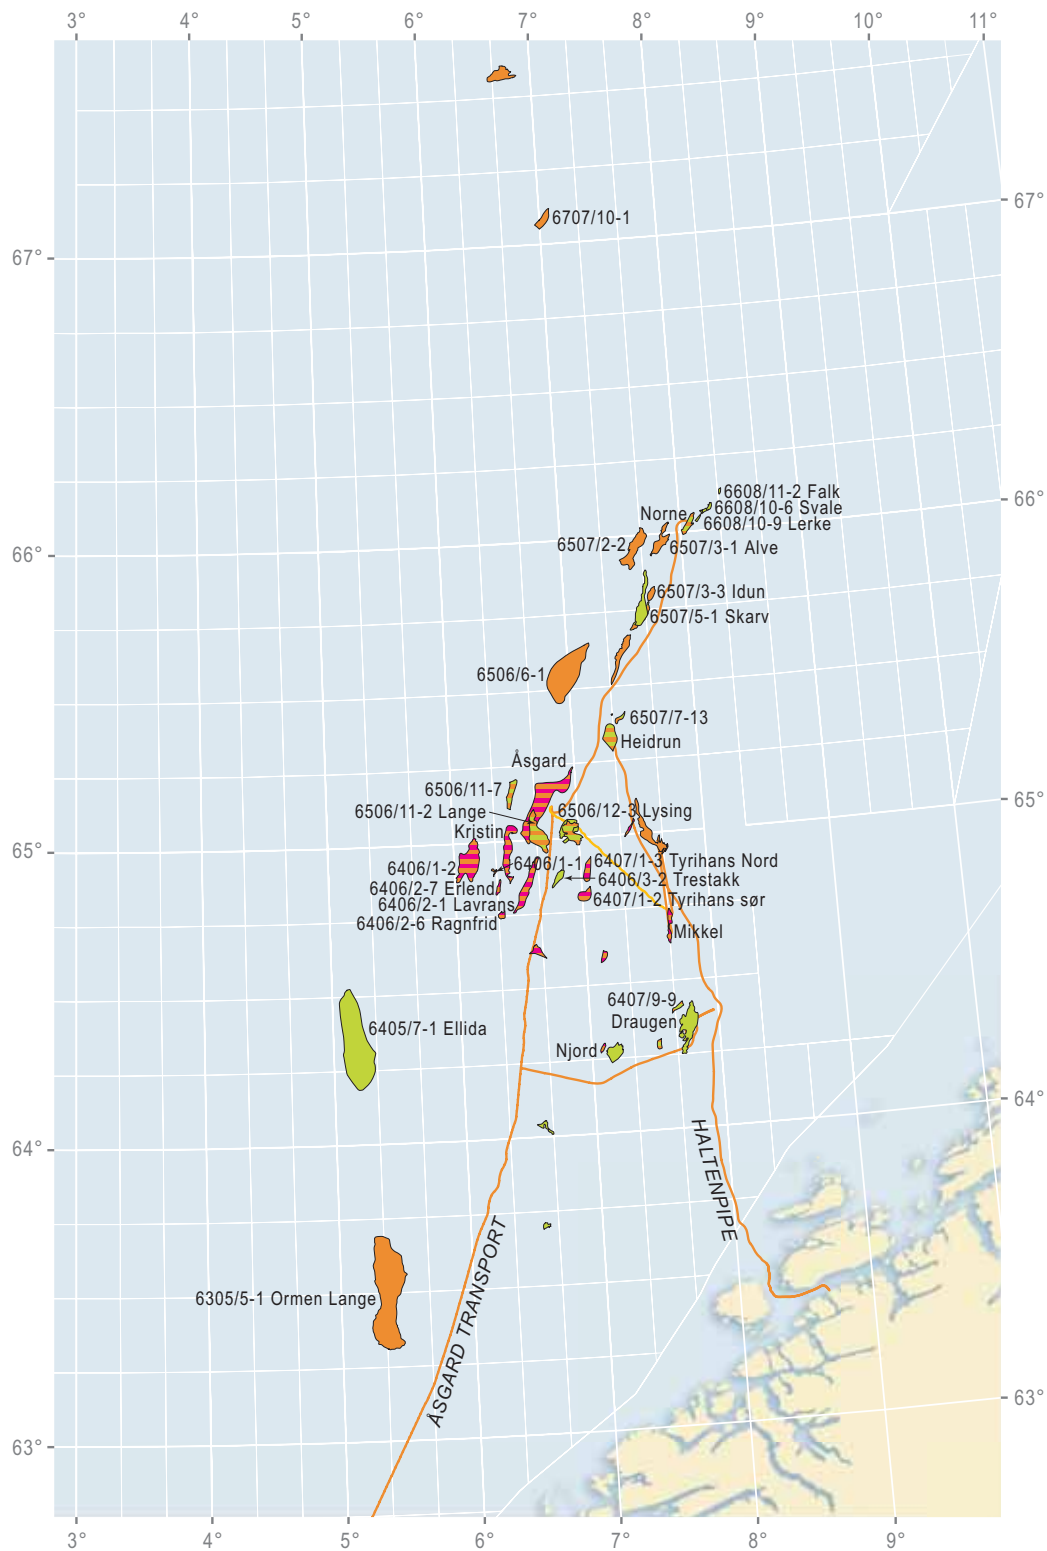 3° 4° 5° 6° 7° 8° 9° 10° 11°
6707/10-1
67°
67°
6608/11-2 Falk
66°
6608/10-6 Svale
Norne
6608/10-9 Lerke
6507/2-2
6507/3-1 Alve
66°
6507/3-3 Idun
6507/5-1 Skarv
6506/6-1
6507/7-13
Heidrun
Åsgard
6506/11-7
65°
6506/11-2 Lange
6506/12-3 Lysing
Kristin
65°
6406/1-2
6406/1-1
6407/1-3 Tyrihans Nord
6406/2-7 Erlend
6406/3-2 Trestakk
6406/2-1 Lavrans
6407/1-2 Tyrihans sør
6406/2-6 Ragnfrid
Mikkel
6407/9-9
6405/7-1 Ellida
Draugen
Njord
64°
64°
HALTENPIPE
ÅSGARD TRANSPORT
6305/5-1 Ormen Lange
63°
63°
3° 4° 5° 6° 7° 8° 9°